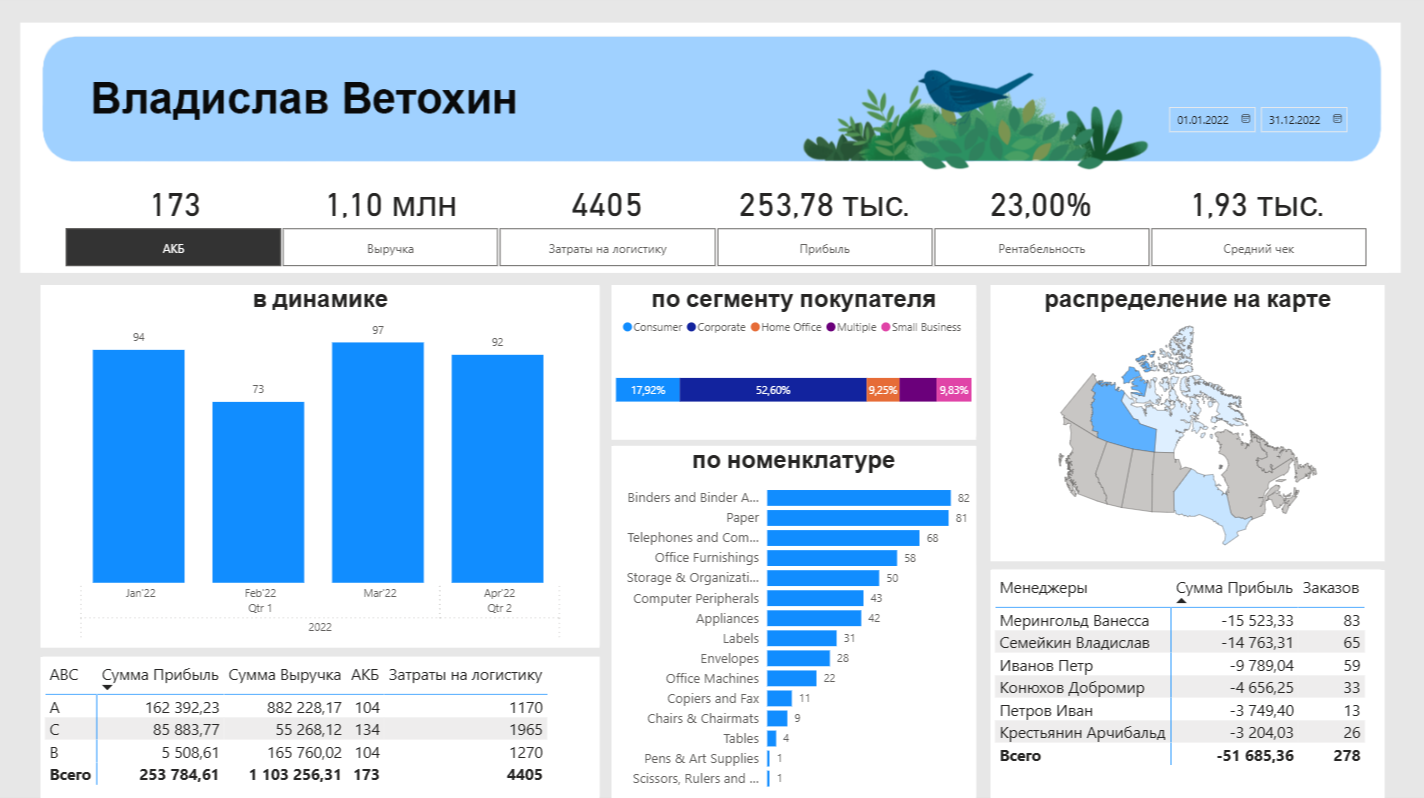 Владислав Ветохин
01.01.2022 31.12.2022
173 1,10 млн 4405 253,78 тыс. 23,00% 1,93 тыс.
АКБ Выручка Затраты на логистику Прибыль Рентабельность Средний чек
в динамике
94
73
97
92
Jan'22 Feb'22 Mar'22 Apr'22
Qtr 1 Qtr 2
2022
АВС Сумма Прибыль Сумма Выручка АКБ Затраты на логистику
A 162 392,23 882 228,17 104 1170
C 85 883,77 55 268,12 134 1965
B 5 508,61 165 760,02 104 1270
Всего 253 784,61 1 103 256,31 173 4405
по сегменту покупателя
Consumer Corporate Home Office Multiple Small Business
17,92% 52,60% 9,25% 9,83%
по номенклатуре
Binders and Binder A... 82
Paper 81
Telephones and Com... 68
Office Furnishings 58
Storage & Organizati... 50
Computer Peripherals 43
Appliances 42
Labels 31
Envelopes 28
Office Machines 22
Copiers and Fax 11
Chairs & Chairmats 9
Tables 4
Pens & Art Supplies 1
Scissors, Rulers and ... 1
распределение на карте
Менеджеры Сумма Прибыль Заказов
Мерингольд Ванесса -15 523,33 83
Семейкин Владислав -14 763,31 65
Иванов Петр -9 789,04 59
Конюхов Добромир -4 656,25 33
Петров Иван -3 749,40 13
Крестьянин Арчибальд -3 204,03 26
Всего -51 685,36 278